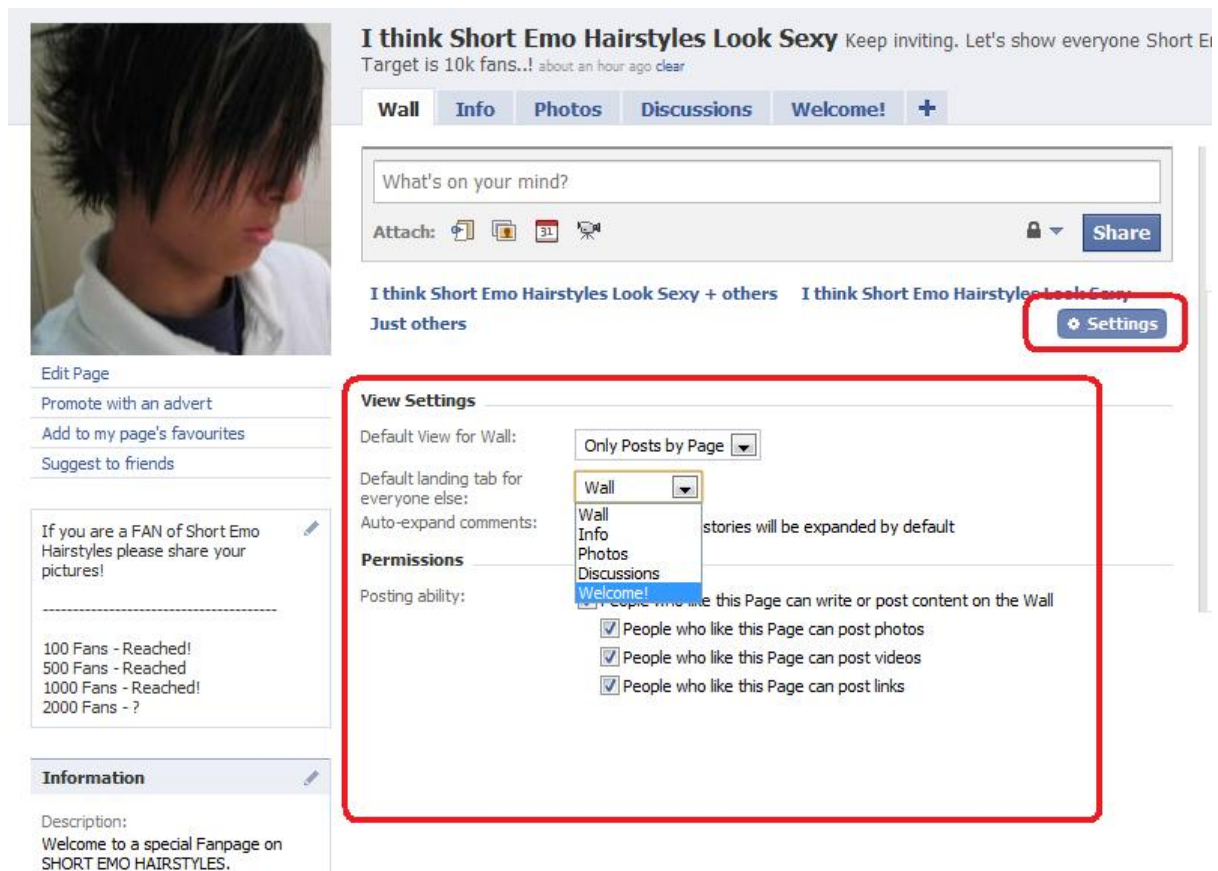 I think Short Emo Hairstyles Look Sexy Keep inviting. Let's show everyone Short E
Target is 10k fans..! about an hour ago clear
Wall Info Photos Discussions Welcome! +
What's on your mind?
Attach: 31 Share
I think Short Emo Hairstyles Look Sexy + others I think Short Emo Hairstyles Look Sexy
Just others
Settings
Edit Page
Promote with an advert
Add to my page's favourites
Suggest to friends
If you are a FAN of Short Emo
Hairstyles please share your
pictures!
----------------------------------------
100 Fans - Reached!
500 Fans - Reached
1000 Fans - Reached!
2000 Fans - ?
Information
Description:
Welcome to a special Fanpage on
SHORT EMO HAIRSTYLES.
View Settings
Default View for Wall: Only Posts by Page
Default landing tab for
everyone else: Wall
Wall
Info
Photos
Discussions
Welcome!
Auto-expand comments: stories will be expanded by default
Permissions
Posting ability: like this Page can write or post content on the Wall
People who like this Page can post photos
People who like this Page can post videos
People who like this Page can post links